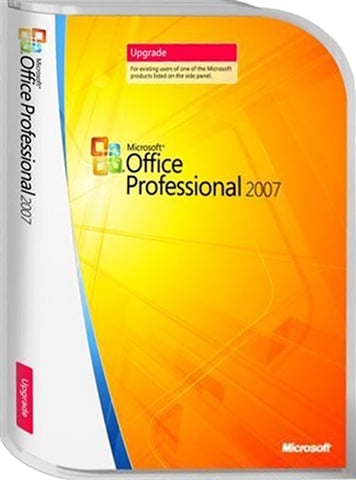 Upgrade
For existing users of one of the Microsoft
products listed on the side panel.
Microsoft®
Office
Professional 2007
Microsoft
Microsoft®
Office Professional 2007
Upgrade